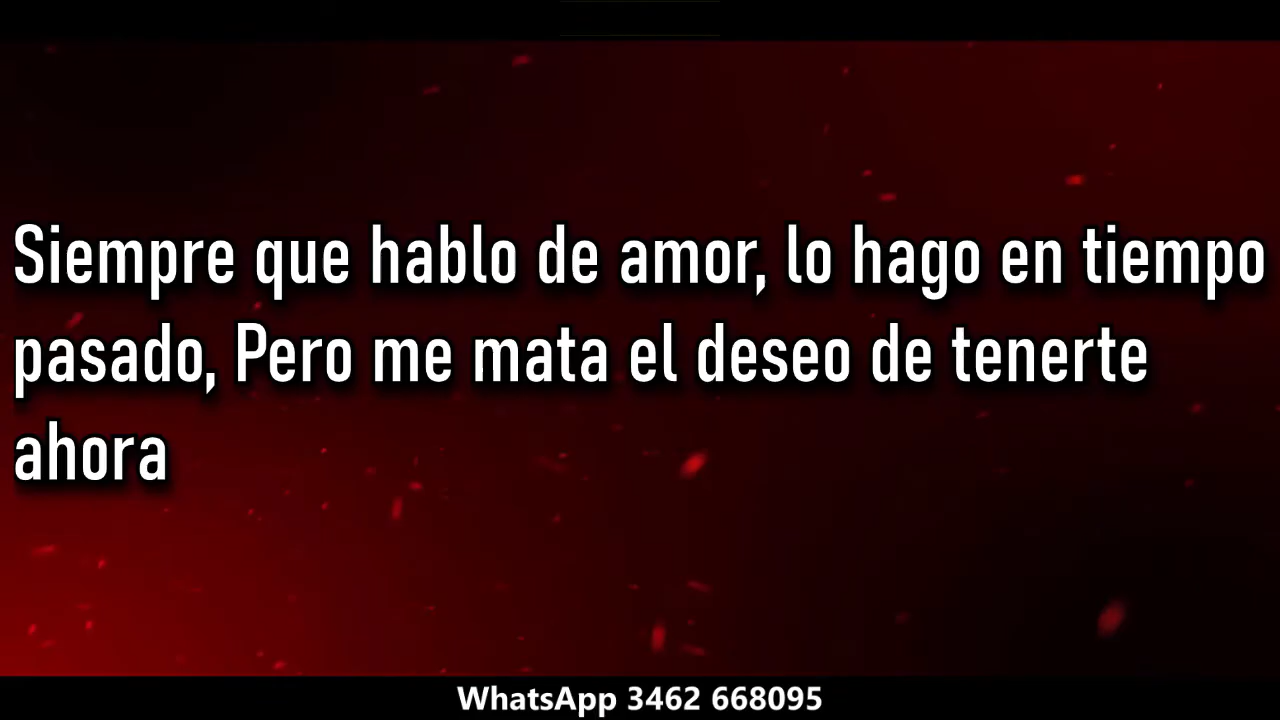 Siempre que hablo de amor, lo hago en tiempo
pasado, Pero me mata el deseo de tenerte
ahora
WhatsApp 3462 668095